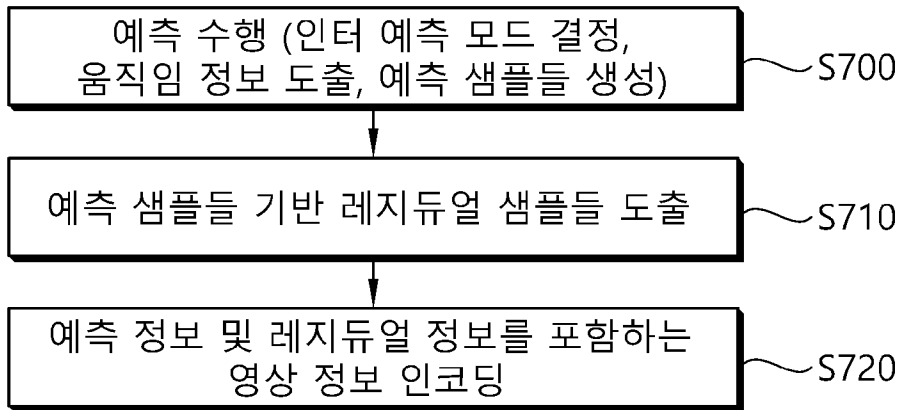 예측 수행 (인터 예측 모드 결정,
움직임 정보 도출, 예측 샘플들 생성)
S700
예측 샘플들 기반 레지듀얼 샘플들 도출
S710
예측 정보 및 레지듀얼 정보를 포함하는
영상 정보 인코딩
S720